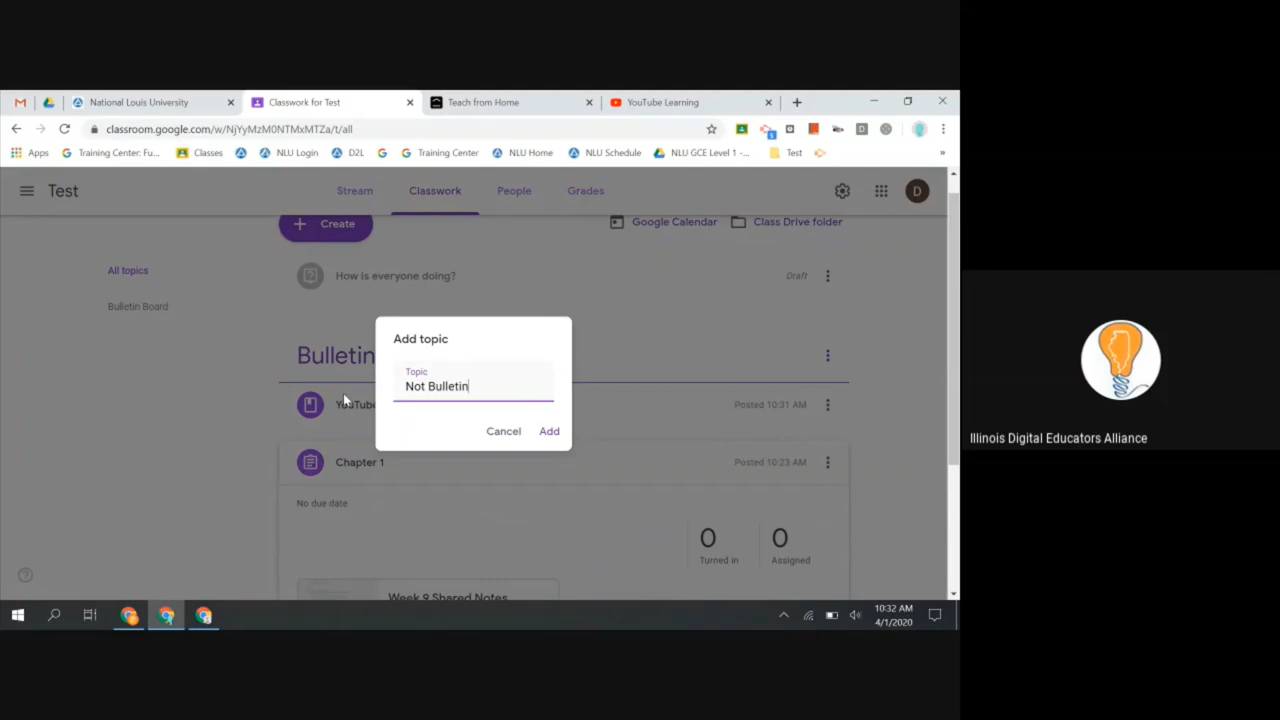 National Louis University
Classwork for Test
Teach from Home
YouTube Learning
classroom.google.com/w/NjYyMzM0NTMxMTZa/t/all
Apps
Training Center: Fu...
Classes
NLU Login
D2L
Training Center
NLU Home
NLU Schedule
NLU GCE Level 1 -...
Test
»
Test
Stream
Classwork
People
Grades
D
+ Create
Google Calendar
Class Drive folder
All topics
How is everyone doing?
Draft
Bulletin Board
Add topic
Bulletin
Topic
Not Bulletin
YouTube
Posted 10:31 AM
Cancel
Add
Chapter 1
Posted 10:23 AM
No due date
0
Turned in
0
Assigned
Week 9 Shared Notes
10:32 AM
4/1/2020
Illinois Digital Educators Alliance